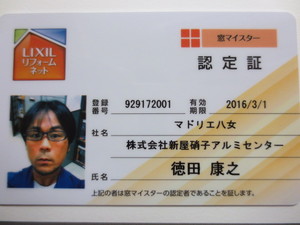 LIXIL
リフォーム
ネット
窓マイスター
認定証
登録番号 929172001 有効期限 2016/3/1
社名 マドリエ八女
株式会社新屋硝子アルミセンター
氏名 徳田 康之
上記の者は窓マイスターの認定者であることを証します。